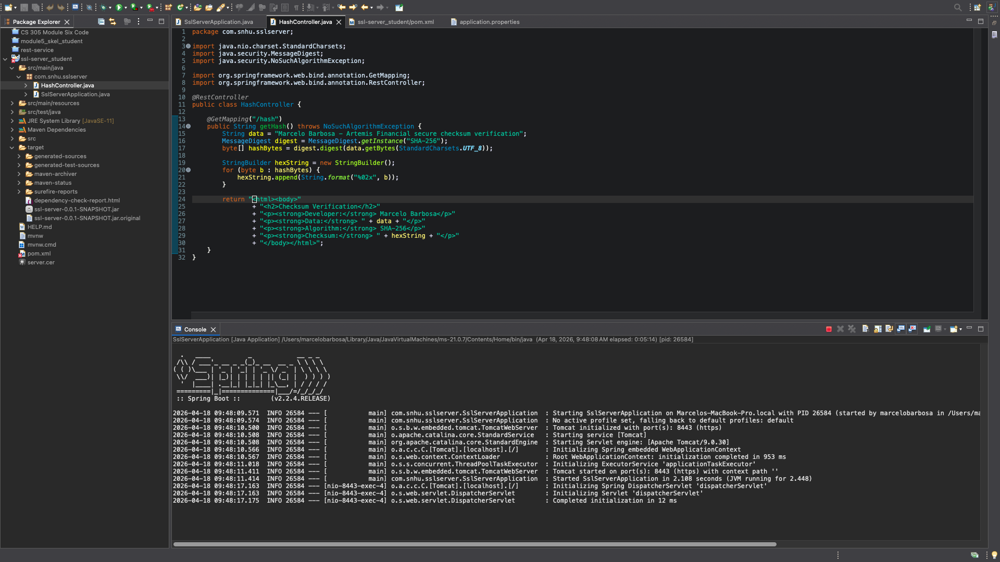 Package Explorer
CS 305 Module Six Code
module5_skel_student
rest-service
ssl-server_student
src/main/java
com.snhu.sslserver
HashController.java
SslServerApplication.java
src/main/resources
src/test/java
JRE System Library [JavaSE-11]
Maven Dependencies
src
target
generated-sources
generated-test-sources
maven-archiver
maven-status
surefire-reports
dependency-check-report.html
ssl-server-0.0.1-SNAPSHOT.jar
ssl-server-0.0.1-SNAPSHOT.jar.original
HELP.md
mvnw
mvnw.cmd
pom.xml
server.cer
SslServerApplication.java HashController.java ssl-server_student/pom.xml application.properties
1 package com.snhu.sslserver;
2
3 import java.nio.charset.StandardCharsets;
4 import java.security.MessageDigest;
5 import java.security.NoSuchAlgorithmException;
6
7 import org.springframework.web.bind.annotation.GetMapping;
8 import org.springframework.web.bind.annotation.RestController;
9
10 @RestController
11 public class HashController {
12
13 @GetMapping("/hash")
14 public String getHash() throws NoSuchAlgorithmException {
15 String data = "Marcelo Barbosa – Artemis Financial secure checksum verification";
16 MessageDigest digest = MessageDigest.getInstance("SHA-256");
17 byte[] hashBytes = digest.digest(data.getBytes(StandardCharsets.UTF_8));
18
19 StringBuilder hexString = new StringBuilder();
20 for (byte b : hashBytes) {
21 hexString.append(String.format("%02x", b));
22 }
23
24 return "<html><body>"
25 + "<h2>Checksum Verification</h2>"
26 + "<p><strong>Developer:</strong> Marcelo Barbosa</p>"
27 + "<p><strong>Data:</strong> " + data + "</p>"
28 + "<p><strong>Algorithm:</strong> SHA-256</p>"
29 + "<p><strong>Checksum:</strong> " + hexString + "</p>"
30 + "</body></html>";
31 }
32 }
Console
SslServerApplication [Java Application] /Users/marcelobarbosa/Library/Java/JavaVirtualMachines/ms-21.0.7/Contents/Home/bin/java (Apr 18, 2026, 9:48:08 AM elapsed: 0:05:14) [pid: 26584]
:: Spring Boot :: (v2.2.4.RELEASE)
2026-04-18 09:48:09.571 INFO 26584 --- [ main] com.snhu.sslserver.SslServerApplication : Starting SslServerApplication on Marcelos-MacBook-Pro.local with PID 26584 (started by marcelobarbosa in /Users/ma
2026-04-18 09:48:09.574 INFO 26584 --- [ main] com.snhu.sslserver.SslServerApplication : No active profile set, falling back to default profiles: default
2026-04-18 09:48:10.500 INFO 26584 --- [ main] o.s.b.w.embedded.tomcat.TomcatWebServer : Tomcat initialized with port(s): 8443 (https)
2026-04-18 09:48:10.508 INFO 26584 --- [ main] o.apache.catalina.core.StandardService : Starting service [Tomcat]
2026-04-18 09:48:10.508 INFO 26584 --- [ main] org.apache.catalina.core.StandardEngine : Starting Servlet engine: [Apache Tomcat/9.0.30]
2026-04-18 09:48:10.566 INFO 26584 --- [ main] o.a.c.c.C.[Tomcat].[localhost].[/] : Initializing Spring embedded WebApplicationContext
2026-04-18 09:48:10.567 INFO 26584 --- [ main] o.s.web.context.ContextLoader : Root WebApplicationContext: initialization completed in 953 ms
2026-04-18 09:48:11.018 INFO 26584 --- [ main] o.s.s.concurrent.ThreadPoolTaskExecutor : Initializing ExecutorService 'applicationTaskExecutor'
2026-04-18 09:48:11.411 INFO 26584 --- [ main] o.s.b.w.embedded.tomcat.TomcatWebServer : Tomcat started on port(s): 8443 (https) with context path ''
2026-04-18 09:48:11.414 INFO 26584 --- [ main] com.snhu.sslserver.SslServerApplication : Started SslServerApplication in 2.108 seconds (JVM running for 2.448)
2026-04-18 09:48:17.163 INFO 26584 --- [nio-8443-exec-4] o.a.c.c.C.[Tomcat].[localhost].[/] : Initializing Spring DispatcherServlet 'dispatcherServlet'
2026-04-18 09:48:17.163 INFO 26584 --- [nio-8443-exec-4] o.s.web.servlet.DispatcherServlet : Initializing Servlet 'dispatcherServlet'
2026-04-18 09:48:17.175 INFO 26584 --- [nio-8443-exec-4] o.s.web.servlet.DispatcherServlet : Completed initialization in 12 ms